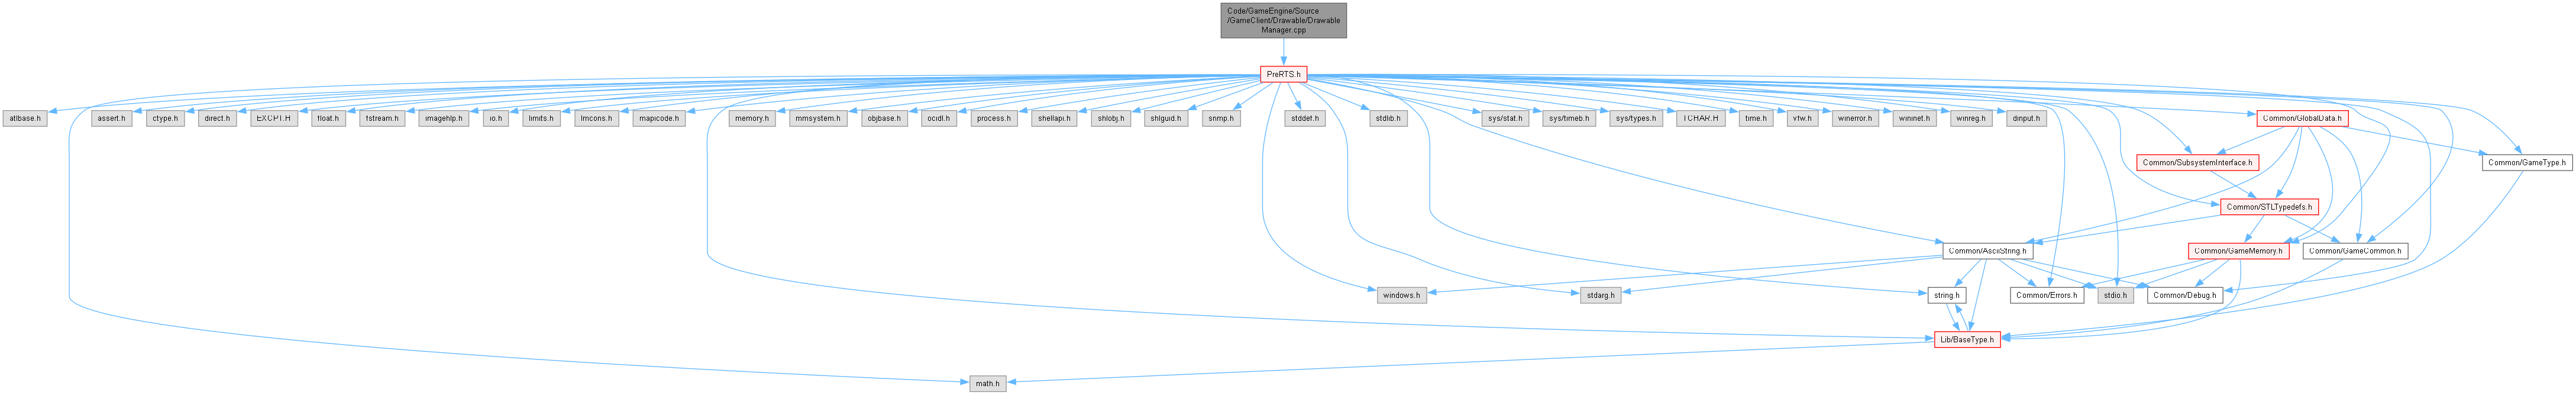 Code/GameEngine/Source
/GameClient/Drawable/Drawable
Manager.cpp
PreRTS.h
atlbase.h
assert.h
ctype.h
direct.h
EXCPT.H
float.h
fstream.h
imagehlp.h
io.h
limits.h
lmcons.h
mapicode.h
memory.h
mmsystem.h
objbase.h
ocidl.h
process.h
shellapi.h
shlobj.h
shlguid.h
snmp.h
stddef.h
stdlib.h
sys/stat.h
sys/timeb.h
sys/types.h
TCHAR.H
time.h
vfw.h
winerror.h
wininet.h
winreg.h
dinput.h
Common/GlobalData.h
Common/SubsystemInterface.h
Common/GameType.h
Common/STLTypedefs.h
Common/AsciiString.h
Common/GameMemory.h
Common/GameCommon.h
windows.h
stdarg.h
string.h
Common/Errors.h
stdio.h
Common/Debug.h
Lib/BaseType.h
math.h